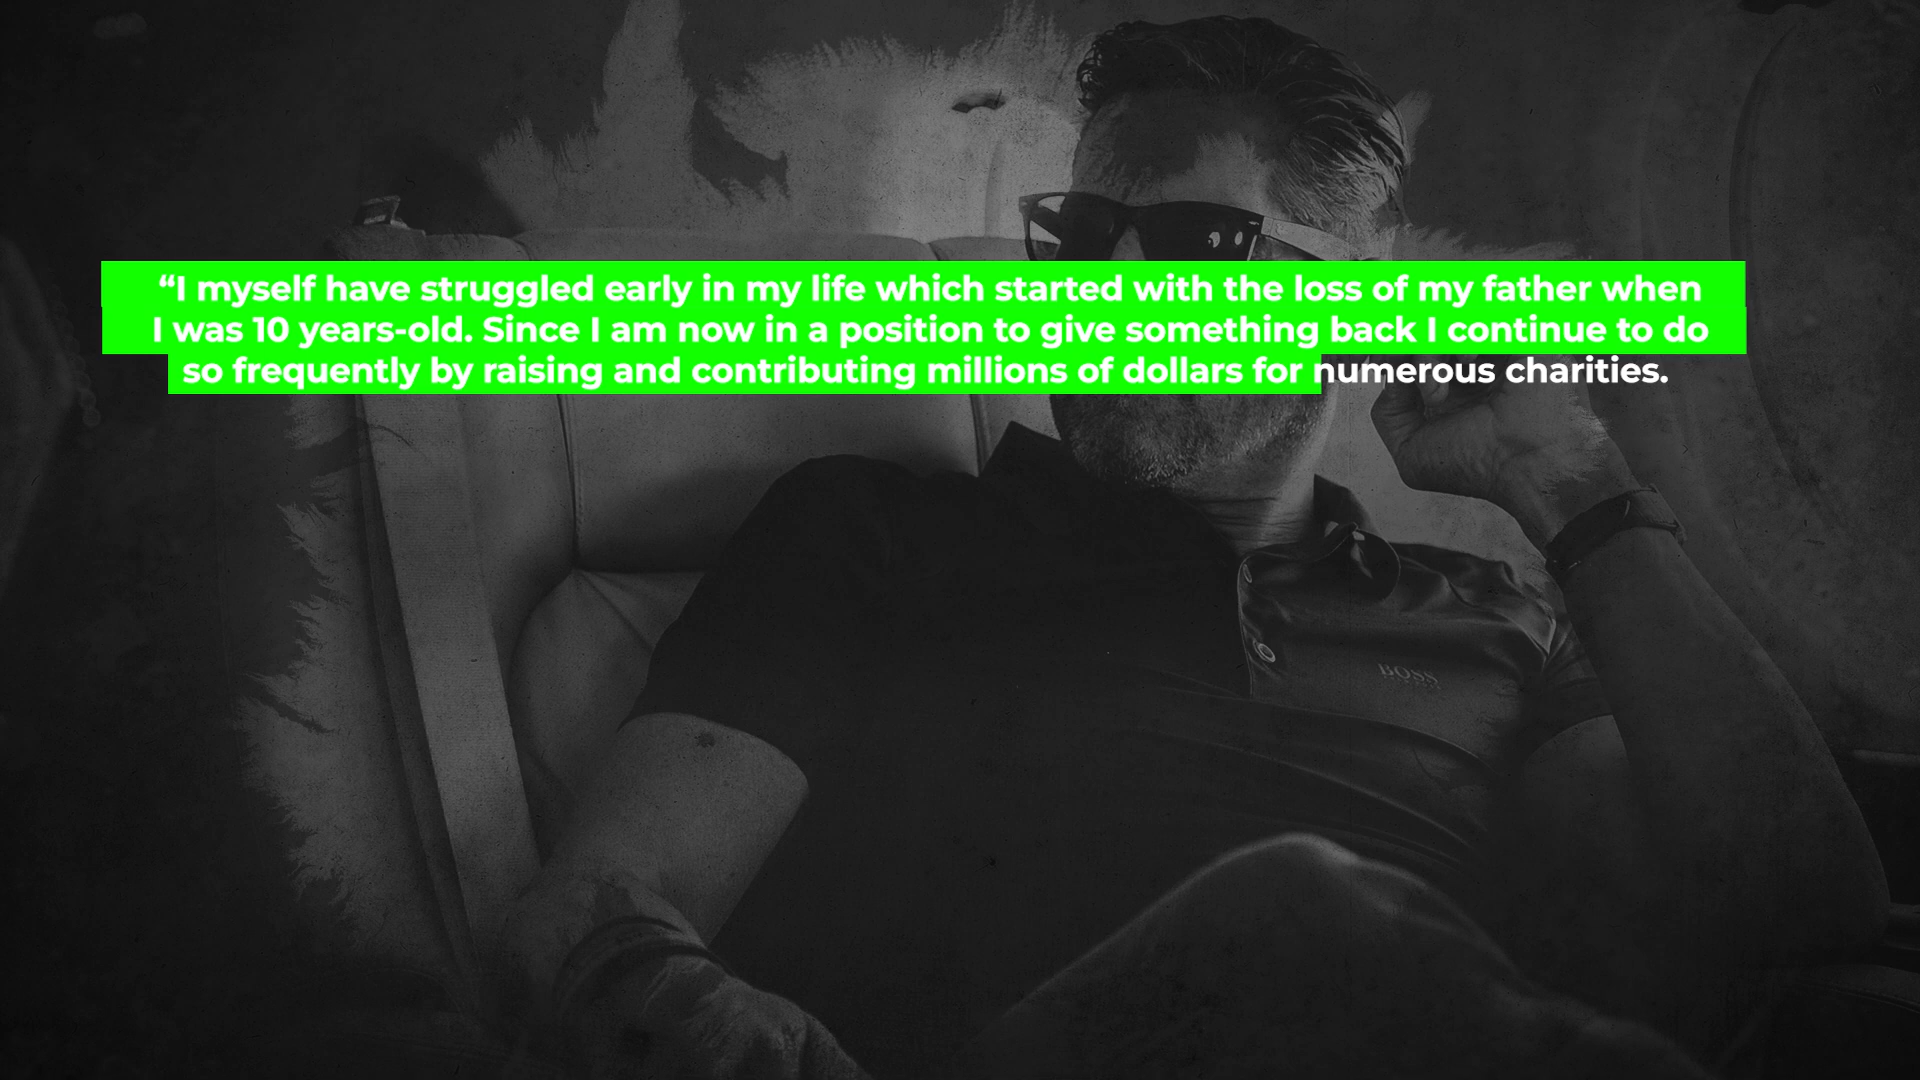 “I myself have struggled early in my life which started with the loss of my father when
I was 10 years-old. Since I am now in a position to give something back I continue to do
so frequently by raising and contributing millions of dollars for numerous charities.
BOSS